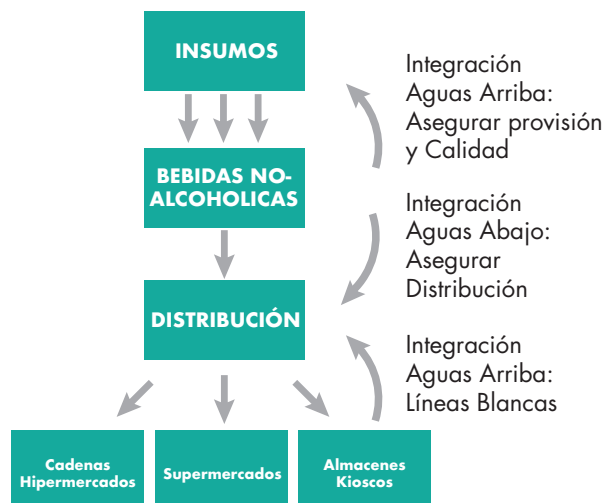 INSUMOS
Integración
Aguas Arriba:
Asegurar provisión
y Calidad
BEBIDAS NO-
ALCOHOLICAS
Integración
Aguas Abajo:
Asegurar
Distribución
DISTRIBUCIÓN
Integración
Aguas Arriba:
Líneas Blancas
Cadenas
Hipermercados
Supermercados
Almacenes
Kioscos